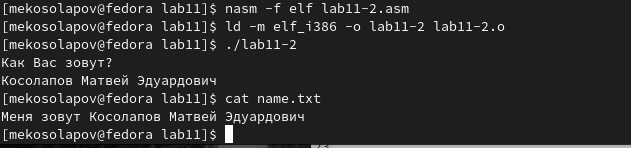 [mekosolapov@fedora lab11]$ nasm -f elf lab11-2.asm
[mekosolapov@fedora lab11]$ ld -m elf_i386 -o lab11-2 lab11-2.o
[mekosolapov@fedora lab11]$ ./lab11-2
Как Вас зовут?
Косолапов Матвей Эдуардович
[mekosolapov@fedora lab11]$ cat name.txt
Меня зовут Косолапов Матвей Эдуардович
[mekosolapov@fedora lab11]$